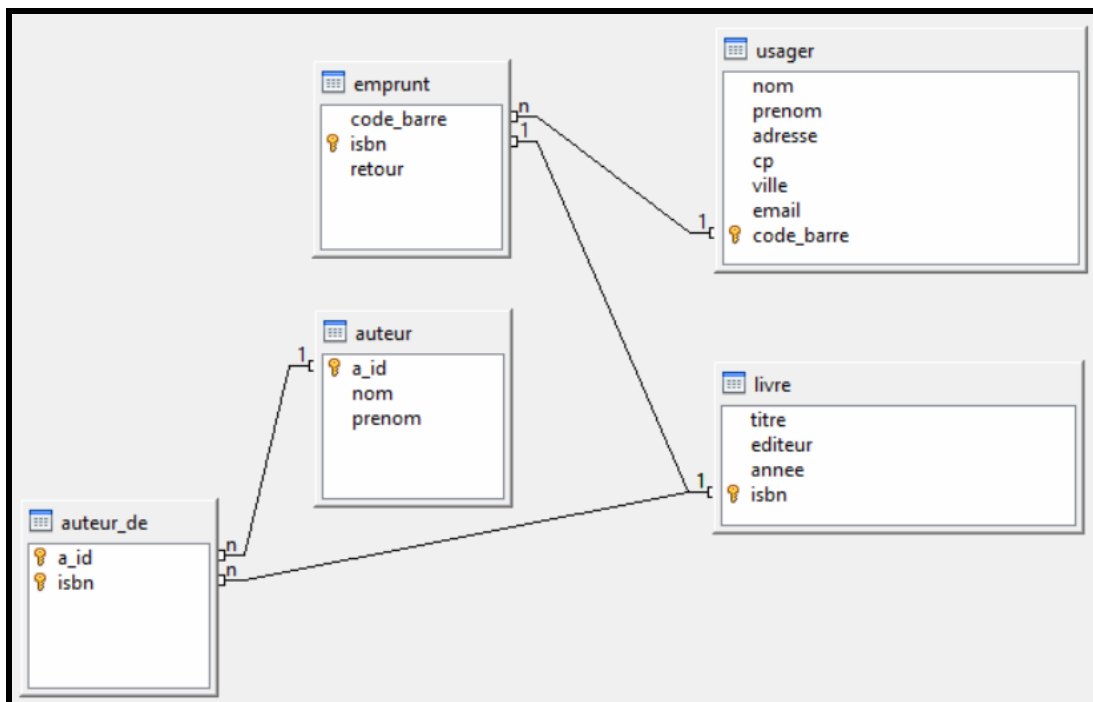 emprunt
code_barre
isbn
retour
n
1
usager
nom
prenom
adresse
cp
ville
email
code_barre
1
auteur
a_id
nom
prenom
1
livre
titre
editeur
annee
isbn
1
auteur_de
a_id
isbn
n
n